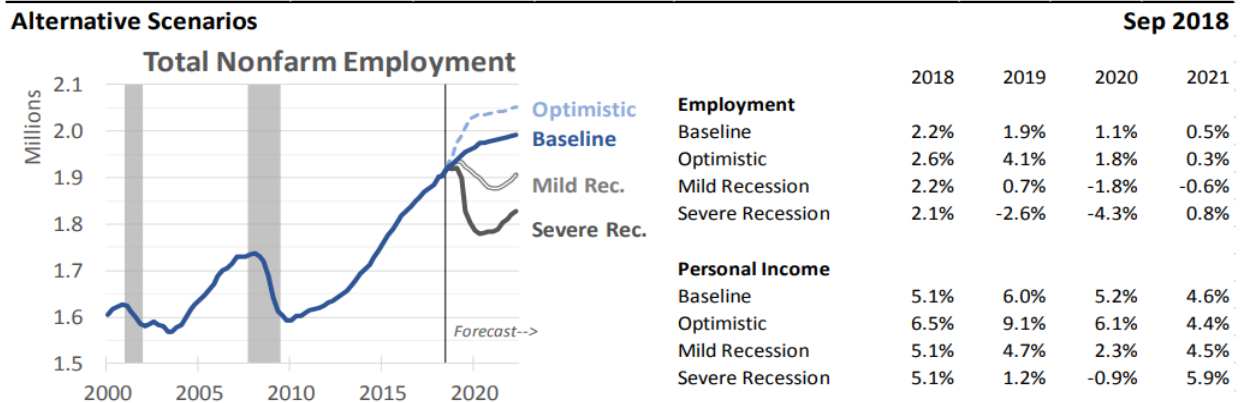 Alternative Scenarios Sep 2018
Total Nonfarm Employment
Millions
2.1
2.0
1.9
1.8
1.7
1.6
1.5
2000 2005 2010 2015 2020
Optimistic
Baseline
Mild Rec.
Severe Rec.
Forecast-->
2018 2019 2020 2021
Employment
Baseline 2.2% 1.9% 1.1% 0.5%
Optimistic 2.6% 4.1% 1.8% 0.3%
Mild Recession 2.2% 0.7% -1.8% -0.6%
Severe Recession 2.1% -2.6% -4.3% 0.8%
Personal Income
Baseline 5.1% 6.0% 5.2% 4.6%
Optimistic 6.5% 9.1% 6.1% 4.4%
Mild Recession 5.1% 4.7% 2.3% 4.5%
Severe Recession 5.1% 1.2% -0.9% 5.9%